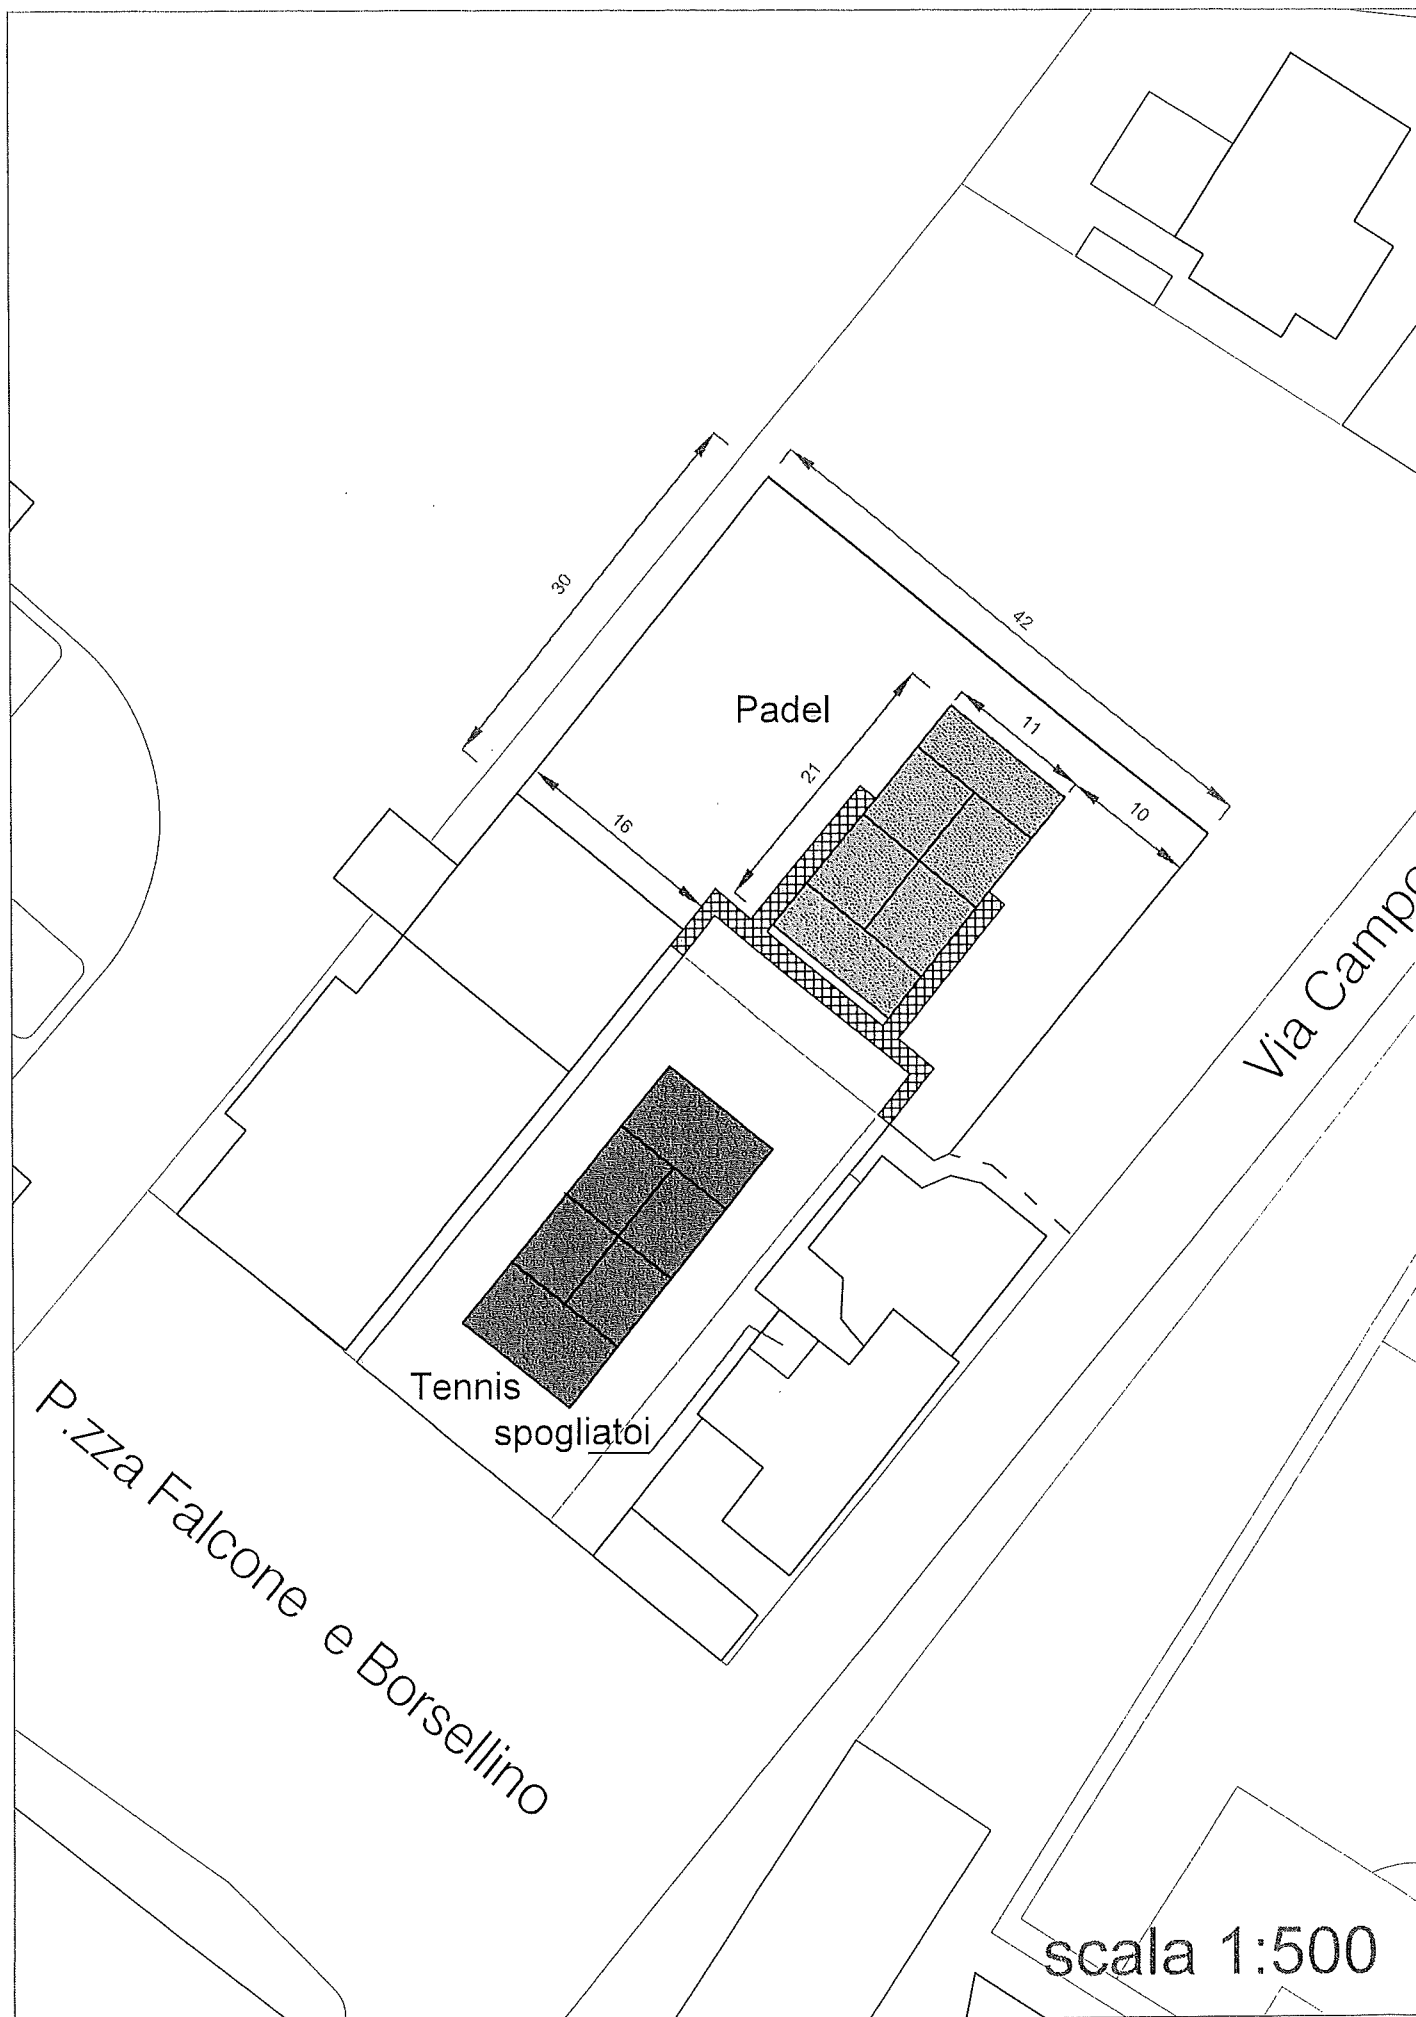 30
42
Padel
11
21
10
16
Via Campo
Tennis
spogliatoi
P.zza Falcone e Borsellino
scala 1:500